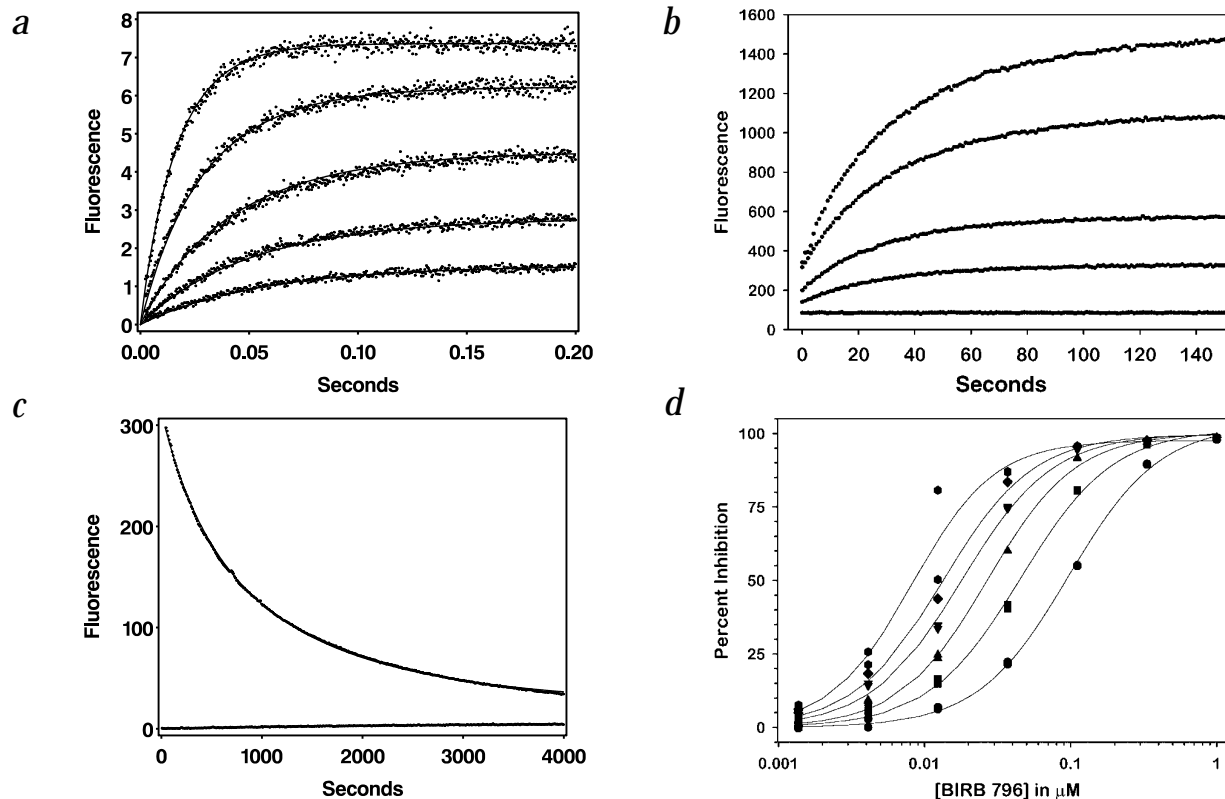 a
8
7
6
5
4
3
2
1
0
Fluorescence
0.00 0.05 0.10 0.15 0.20
Seconds
b
1600
1400
1200
1000
800
600
400
200
0
Fluorescence
0 20 40 60 80 100 120 140
Seconds
c
300
200
100
0
Fluorescence
0 1000 2000 3000 4000
Seconds
d
100
75
50
25
0
Percent Inhibition
0.001 0.01 0.1 1
[BIRB 796] in μM